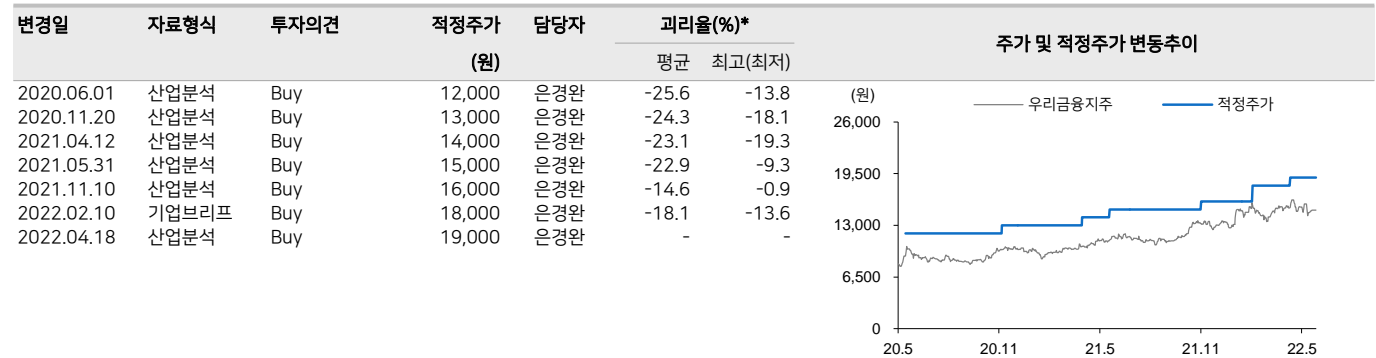 변경일 자료형식 투자의견 적정주가 담당자 괴리율(%)* 주가 및 적정주가 변동추이
(원) 평균 최고(최저)
2020.06.01 산업분석 Buy 12,000 은경완 -25.6 -13.8
2020.11.20 산업분석 Buy 13,000 은경완 -24.3 -18.1
2021.04.12 산업분석 Buy 14,000 은경완 -23.1 -19.3
2021.05.31 산업분석 Buy 15,000 은경완 -22.9 -9.3
2021.11.10 산업분석 Buy 16,000 은경완 -14.6 -0.9
2022.02.10 기업브리프 Buy 18,000 은경완 -18.1 -13.6
2022.04.18 산업분석 Buy 19,000 은경완 - -
(원) 우리금융지주 적정주가
26,000
19,500
13,000
6,500
0
20.5 20.11 21.5 21.11 22.5